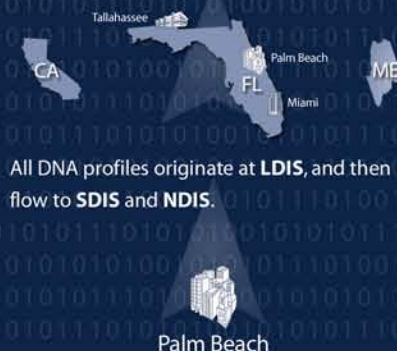 Tallahassee
CA
Palm Beach
FL
ME
Miami
All DNA profiles originate at LDIS, and then
flow to SDIS and NDIS.
Palm Beach